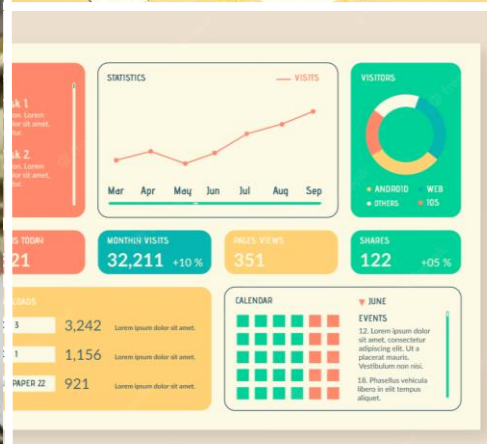 sk 1
on. Lorem
lor sit amet,
tur.
sk 2
on. Lorem
lor sit amet,
tur.
STATISTICS
VISITS
Mar Apr May Jun Jul Aug Sep
VISITORS
ANDROID WEB
OTHERS IOS
S TODAY
21
MONTHLY VISITS
32,211 +10 %
PAGES VIEWS
351
SHARES
122 +05 %
LOADS
3 3,242 Lorem ipsum dolor sit amet.
1 1,156 Lorem ipsum dolor sit amet.
PAPER 22 921 Lorem ipsum dolor sit amet.
CALENDAR
JUNE
EVENTS
12. Lorem ipsum dolor
sit amet, consectetur
adipiscing elit. Ut a
placerat mauris.
Vestibulum non nisi.
18. Phasellus vehicula
libero in elit tempus
aliquet.